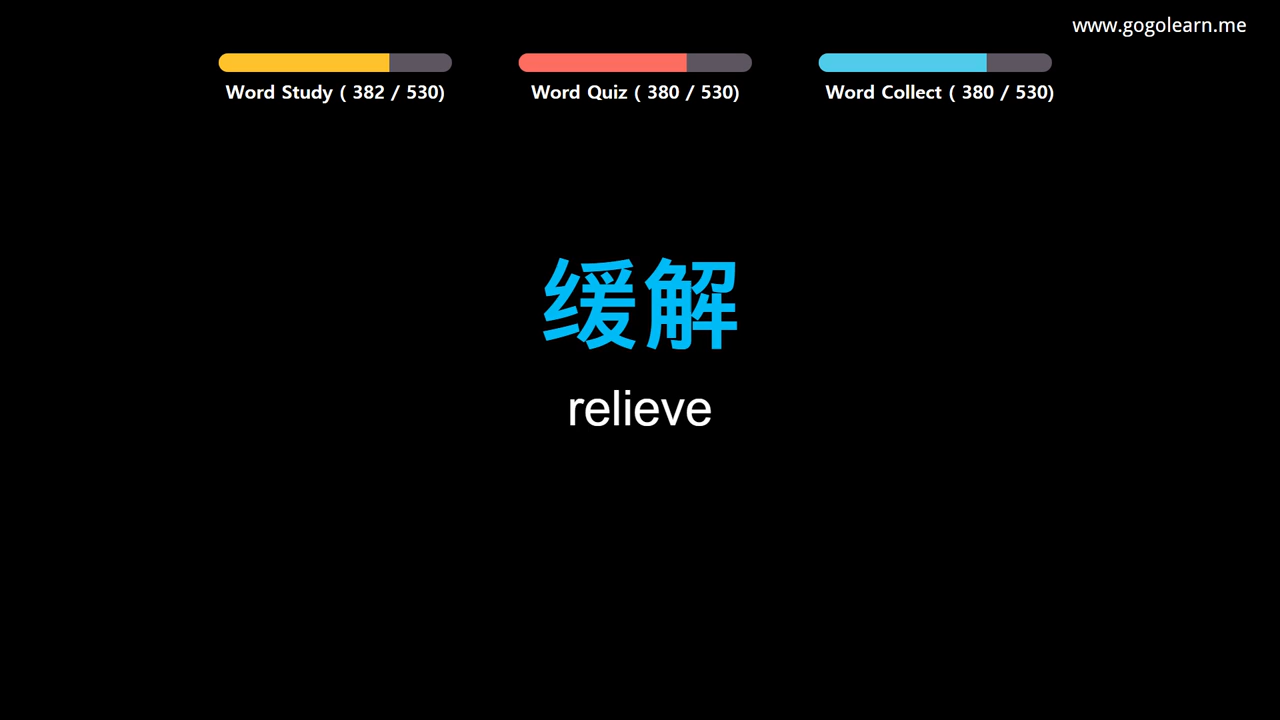 www.gogolearn.me
Word Study ( 382 / 530)
Word Quiz ( 380 / 530)
Word Collect ( 380 / 530)
缓解
relieve